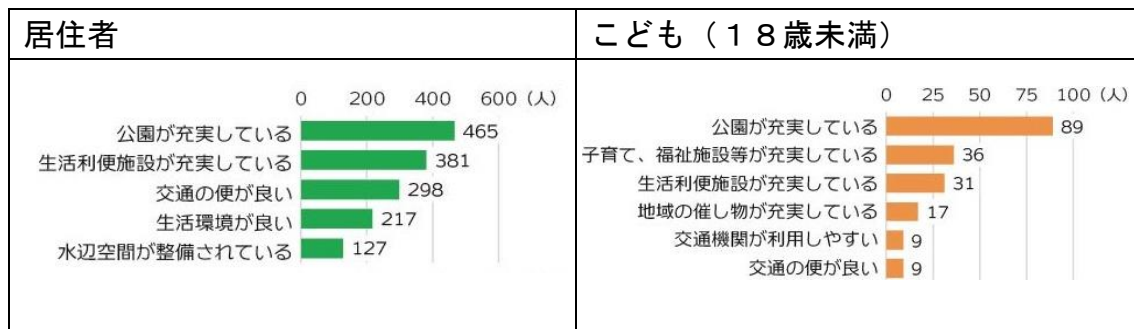 居住者
0 200 400 600 (人)
公園が充実している 465
生活利便施設が充実している 381
交通の便が良い 298
生活環境が良い 217
水辺空間が整備されている 127
こども（１８歳未満）
0 25 50 75 100 (人)
公園が充実している 89
子育て、福祉施設等が充実している 36
生活利便施設が充実している 31
地域の催し物が充実している 17
交通機関が利用しやすい 9
交通の便が良い 9